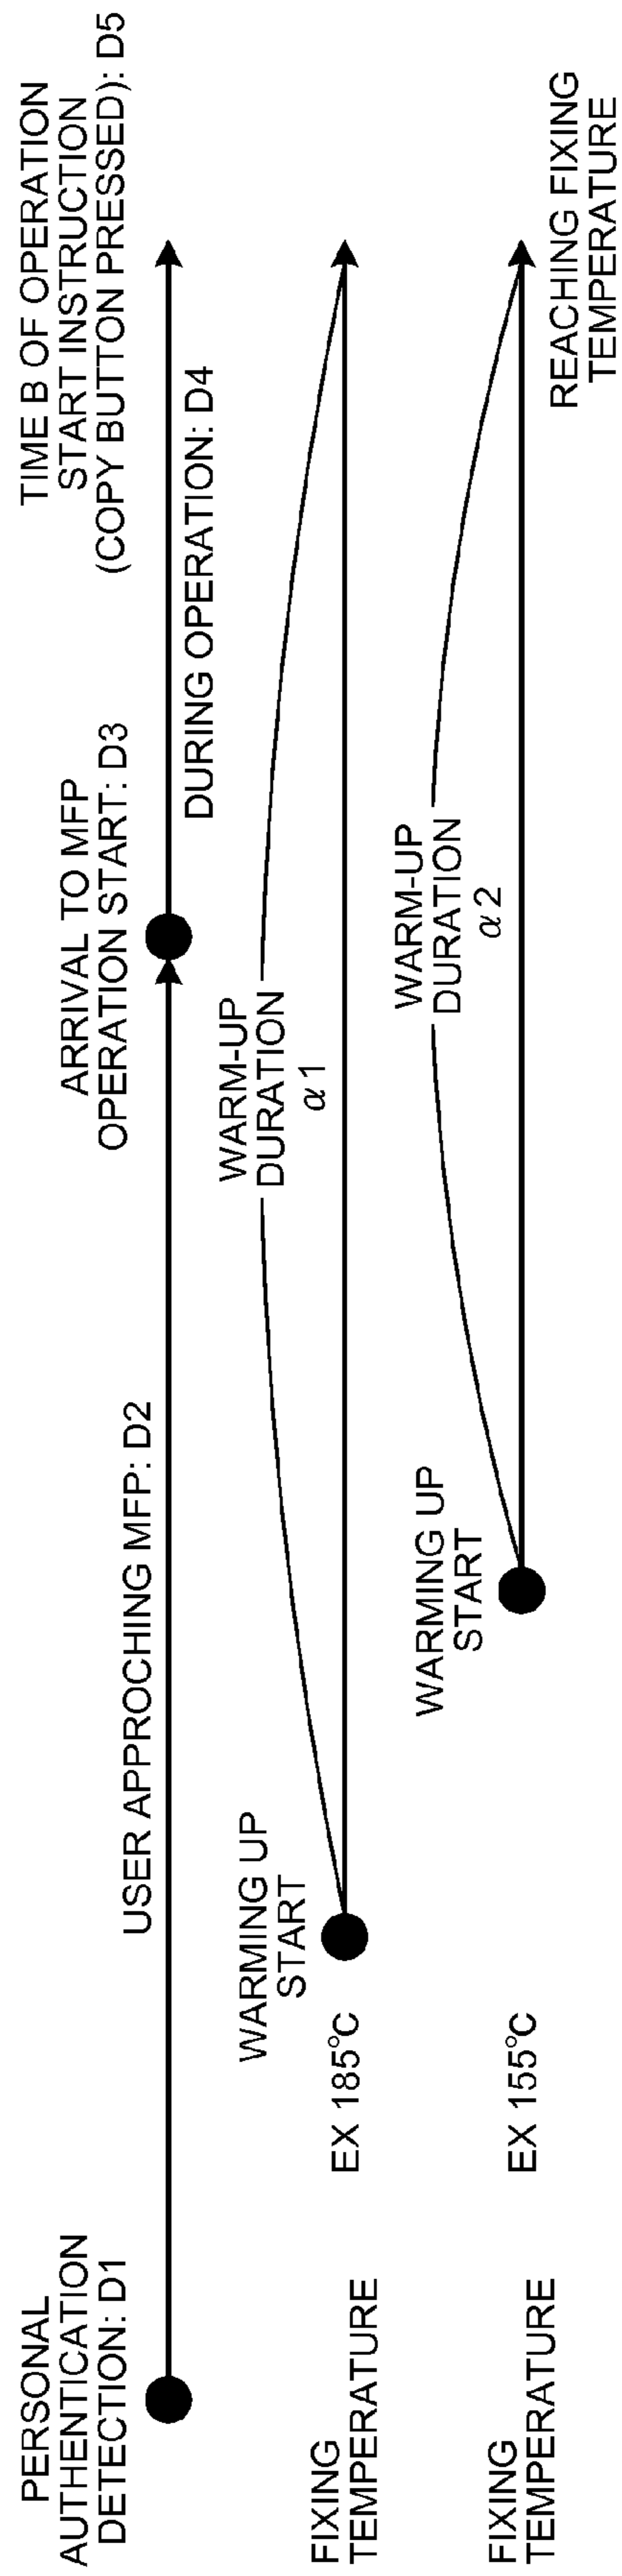 PERSONAL
AUTHENTICATION
DETECTION: D1
USER APPROCHING MFP: D2
ARRIVAL TO MFP
OPERATION START: D3
DURING OPERATION: D4
TIME B OF OPERATION
START INSTRUCTION
(COPY BUTTON PRESSED): D5
FIXING
TEMPERATURE
EX 185°C
WARMING UP
START
WARM-UP
DURATION
α1
FIXING
TEMPERATURE
EX 155°C
WARMING UP
START
WARM-UP
DURATION
α2
REACHING FIXING
TEMPERATURE